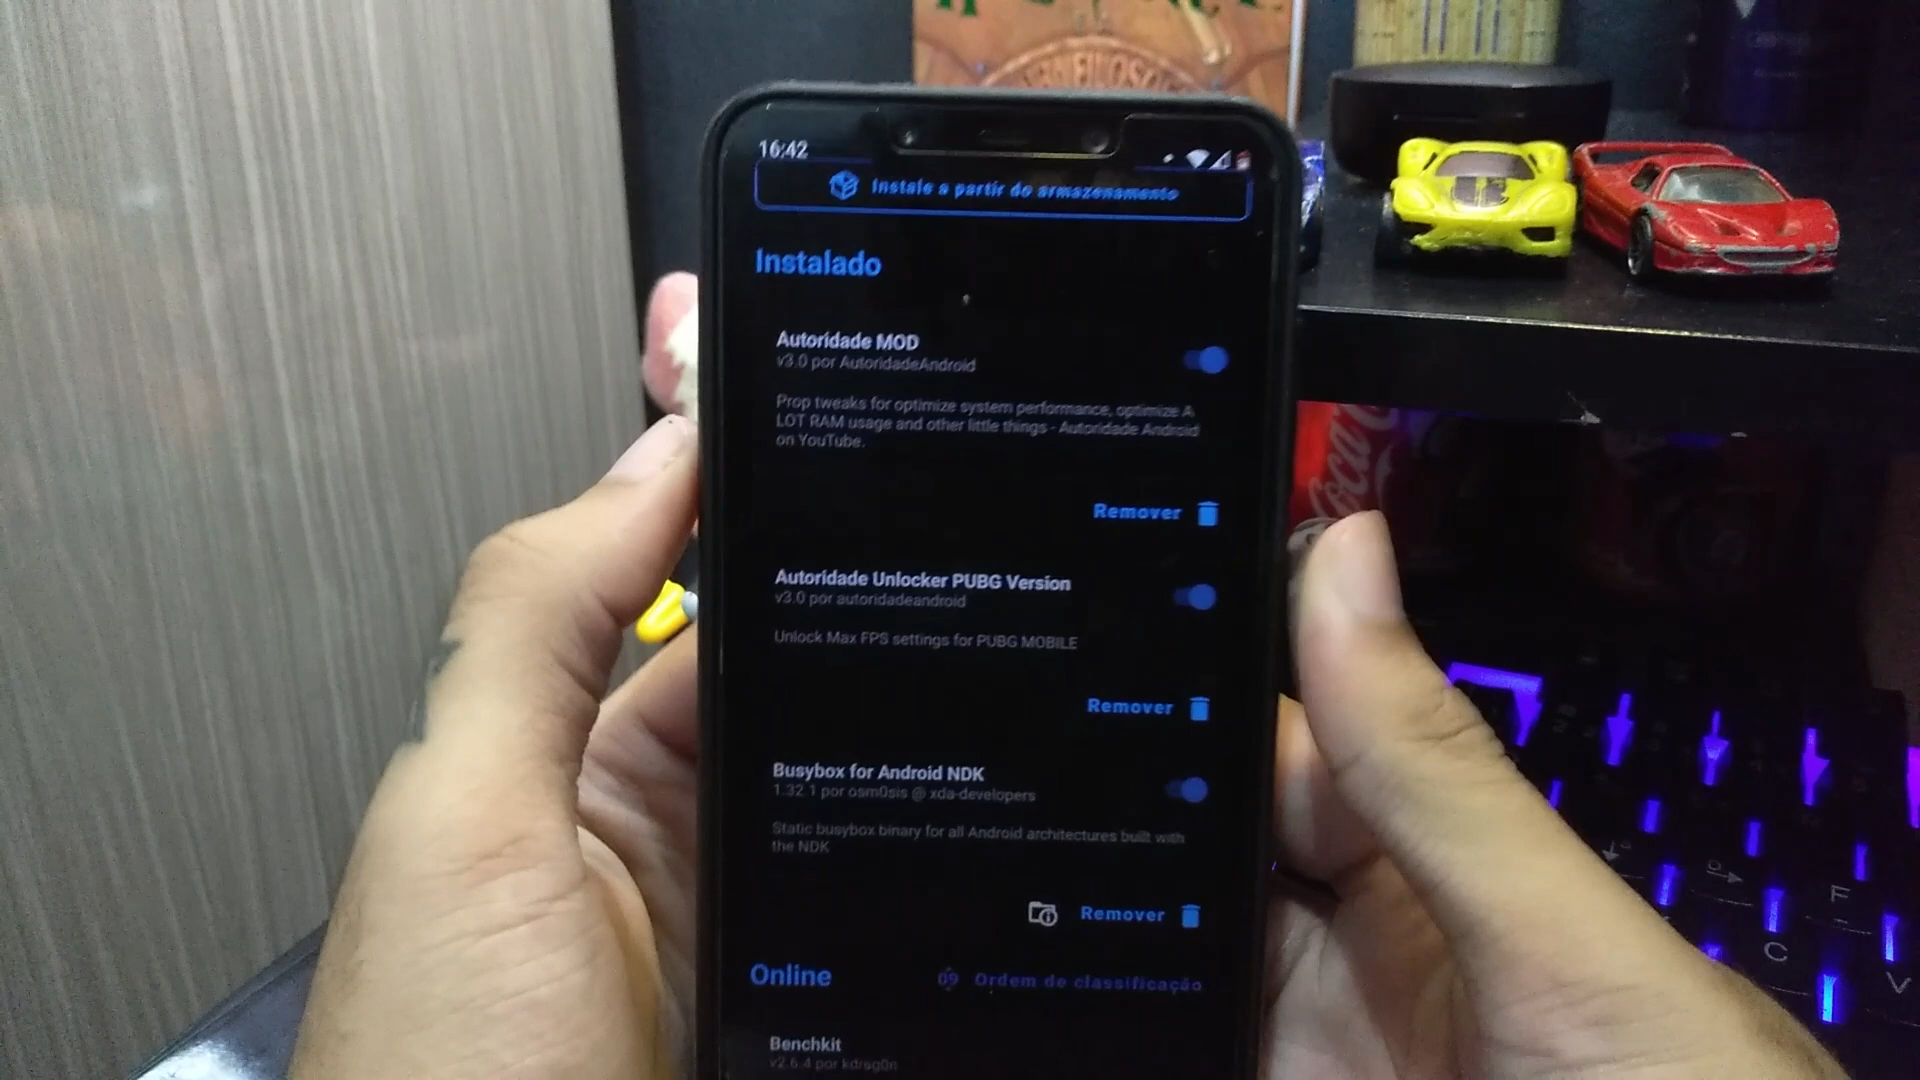 16:42
Instale a partir do armazenamento
Instalado
Autoridade MOD
v3.0 por AutoridadeAndroid
Prop tweaks for optimize system performance, optimize A
LOT RAM usage and other little things - Autoridade Android
on YouTube.
Remover
Autoridade Unlocker PUBG Version
v3.0 por autoridadeandroid
Unlock Max FPS settings for PUBG MOBILE
Remover
Busybox for Android NDK
1.32.1 por osm0sis @ xda-developers
Static busybox binary for all Android architectures built with
the NDK
Remover
Online
Ordem de classificação
Benchkit
v2.6.4 por kdrag0n
Coca
F
C
V